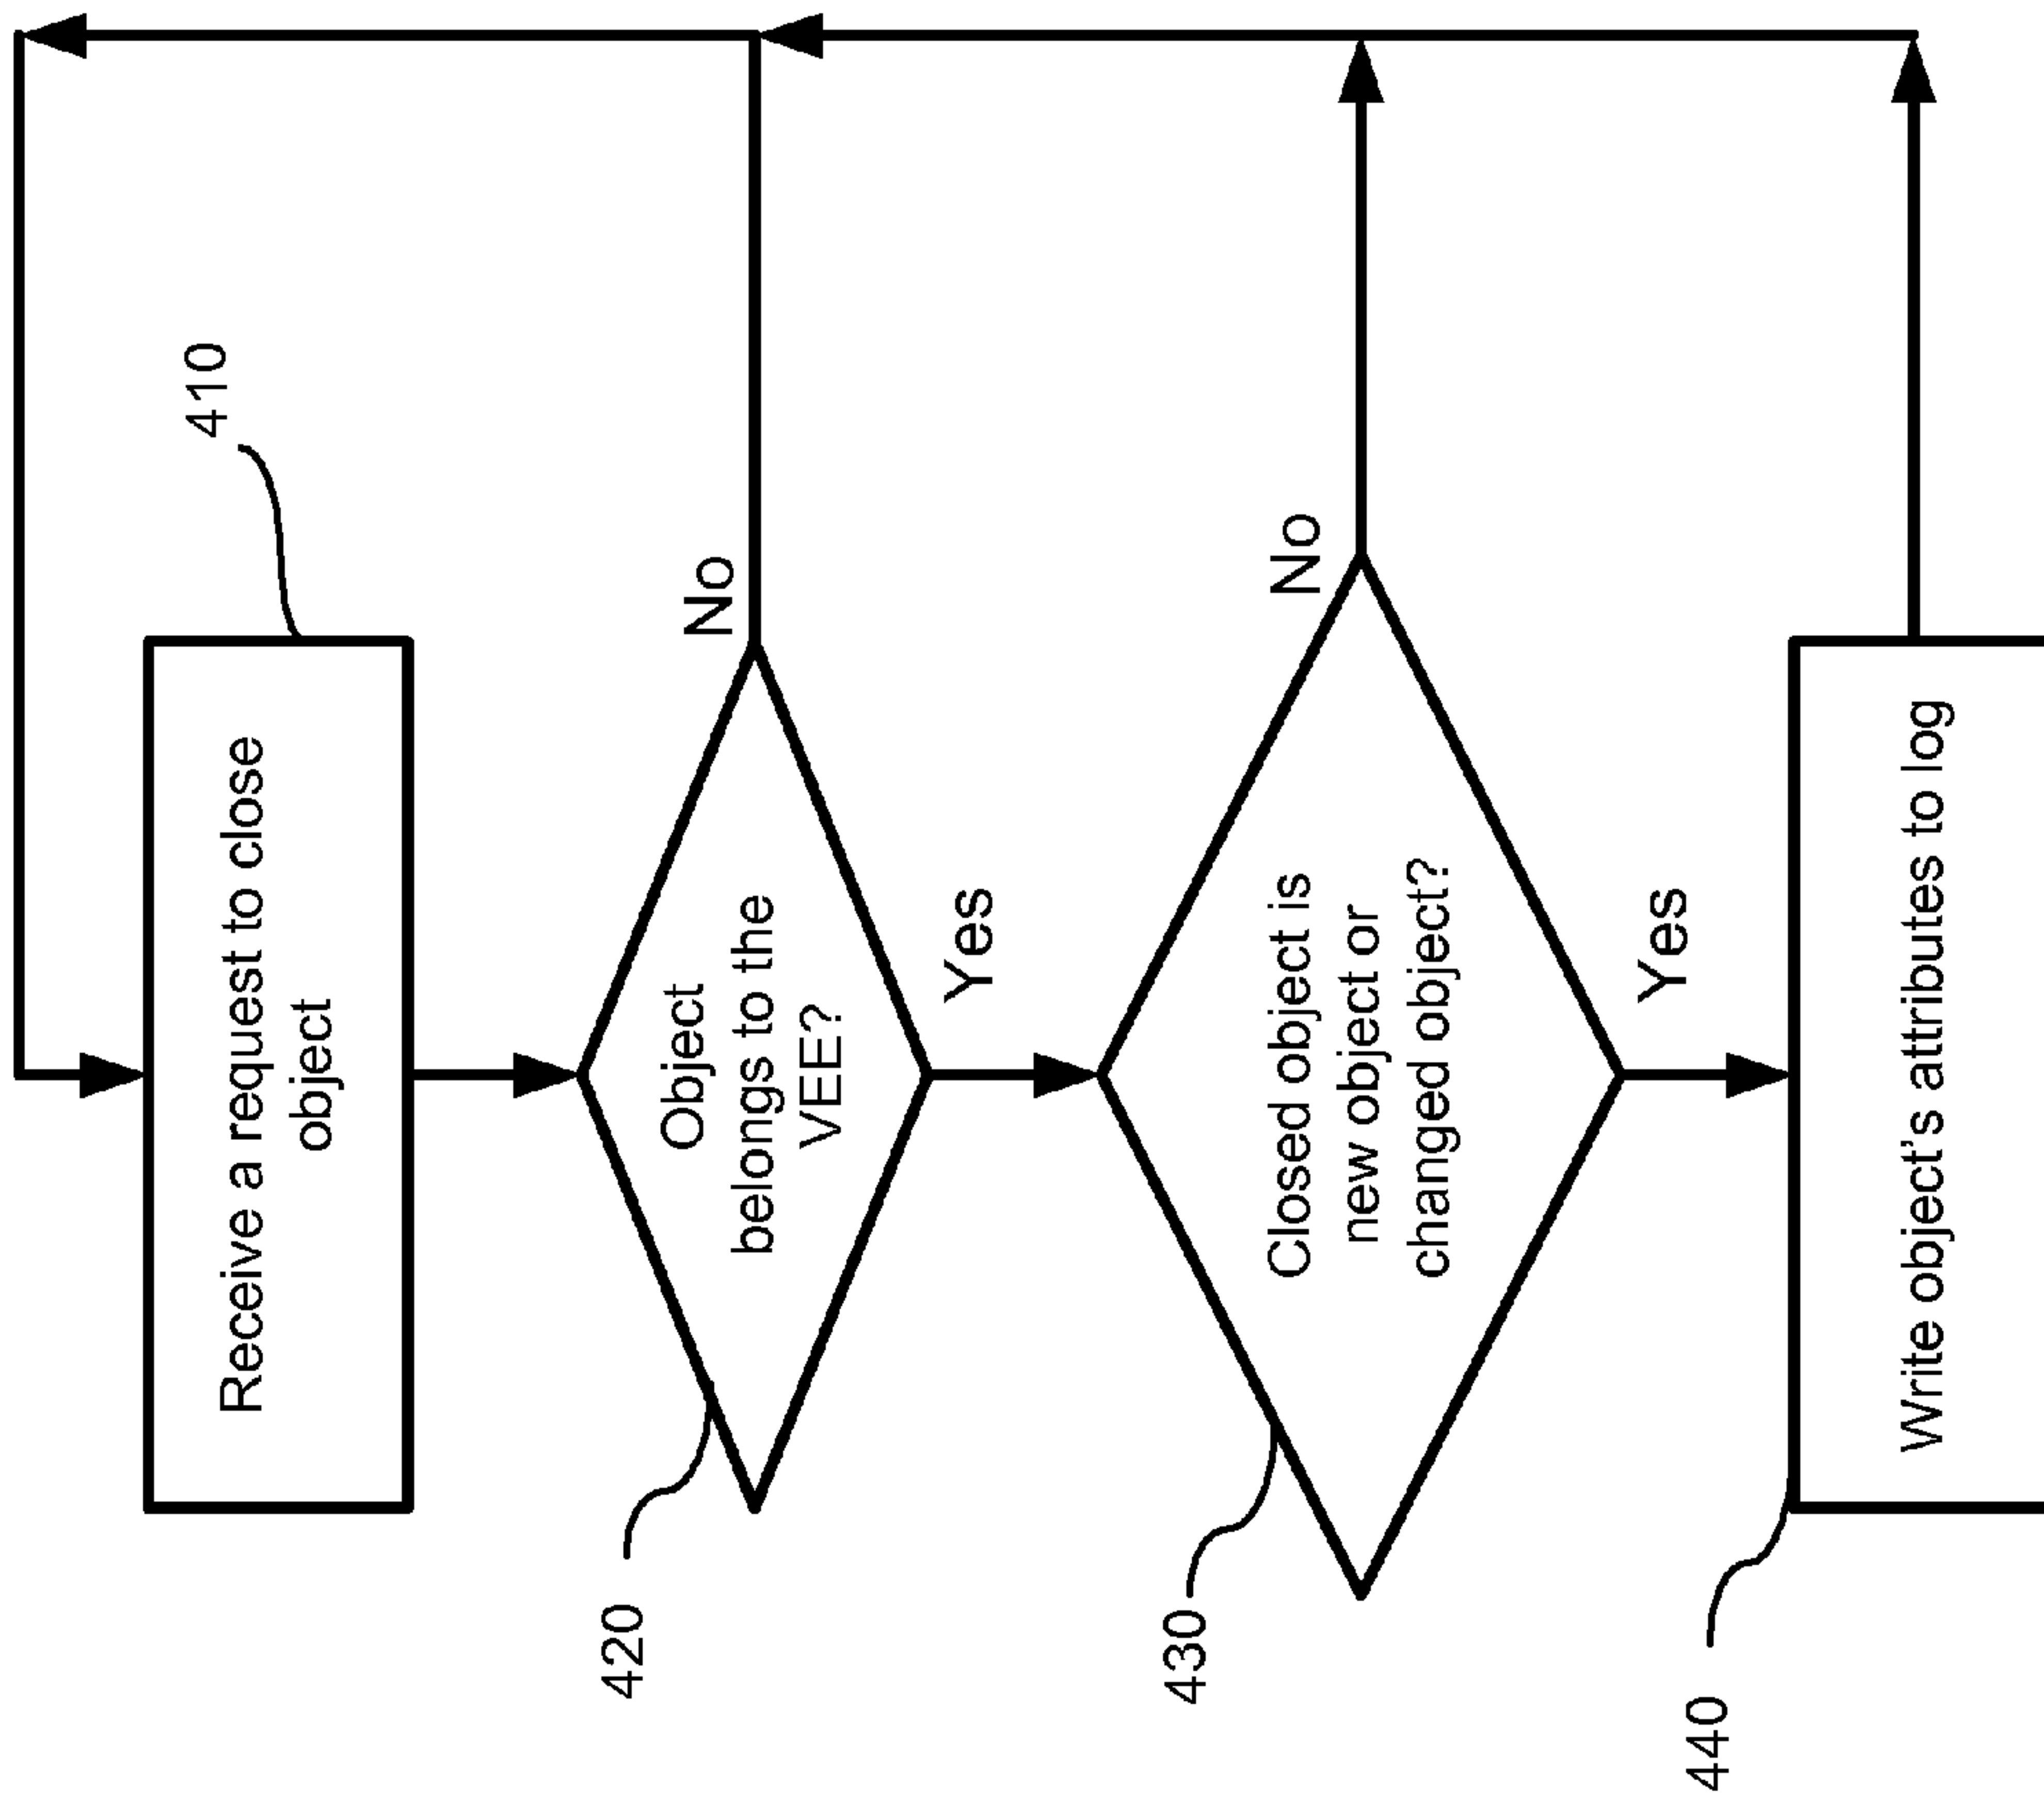 410
Receive a request to close
object
420
Object
belongs to the
VEE?
No
Yes
430
Closed object is
new object or
changed object?
No
Yes
440
Write object's attributes to log